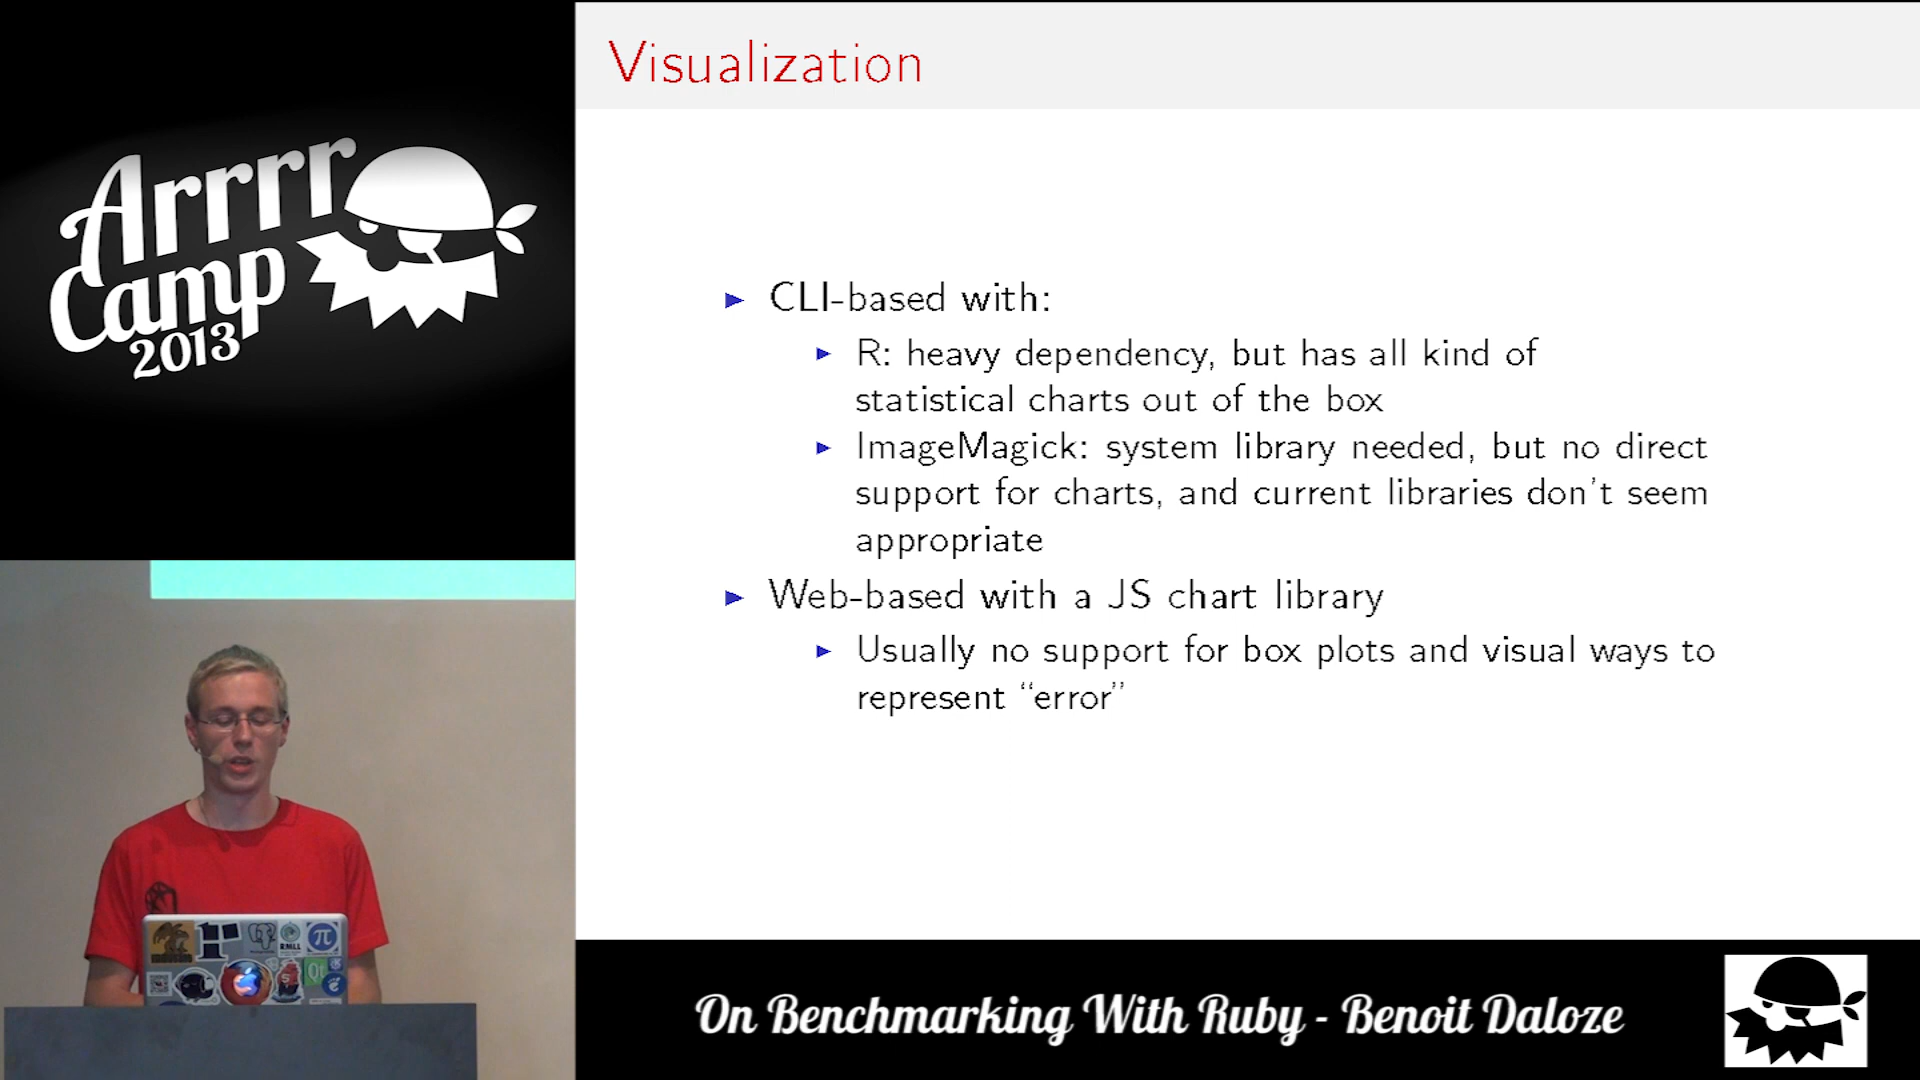 Arrrr
Camp
2013
Visualization
CLI-based with:
R: heavy dependency, but has all kind of
statistical charts out of the box
ImageMagick: system library needed, but no direct
support for charts, and current libraries don't seem
appropriate
Web-based with a JS chart library
Usually no support for box plots and visual ways to
represent “error”
RMLL
π
Qt
On Benchmarking With Ruby - Benoit Daloze